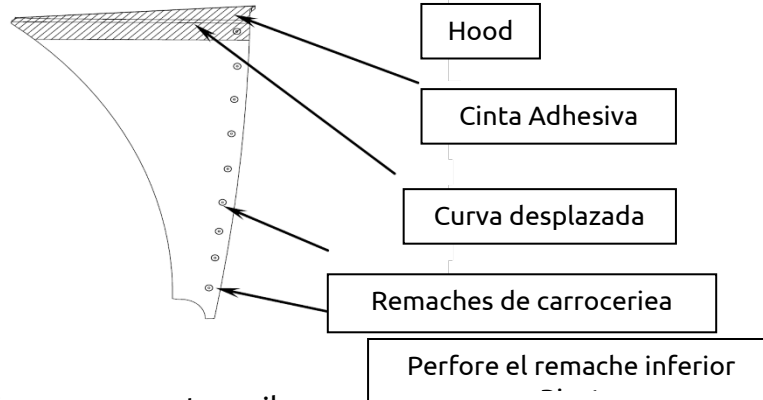 Hood
Cinta Adhesiva
Curva desplazada
Remaches de carroceriea
Perfore el remache inferior